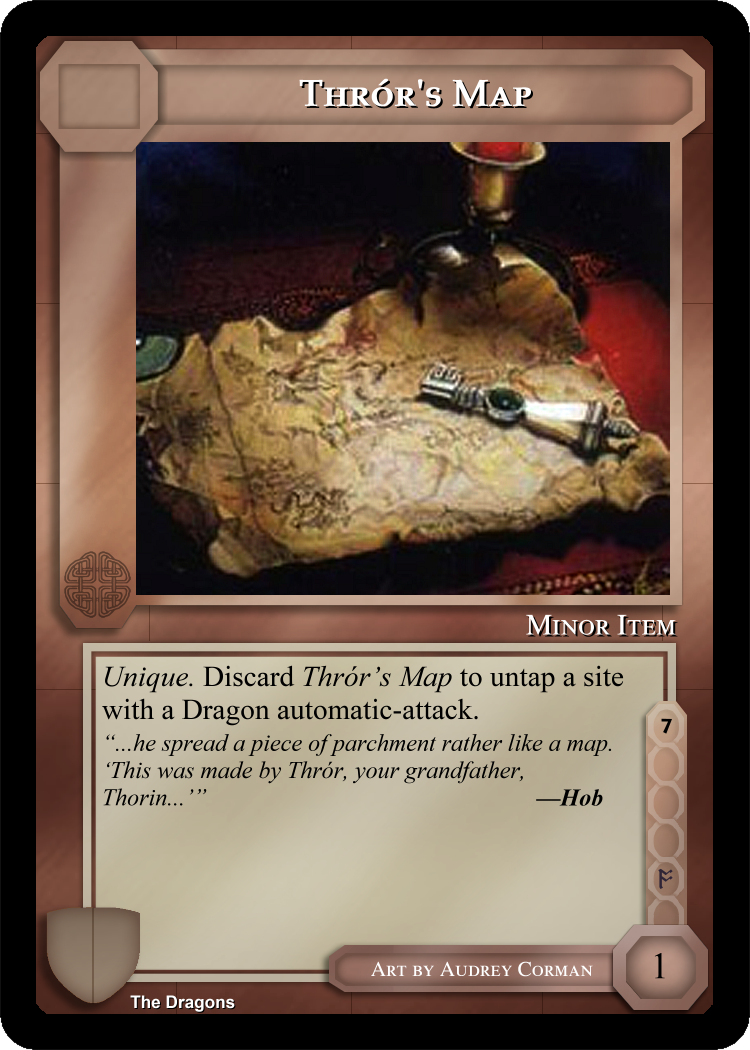 Thrór's Map
Minor Item
Unique. Discard Thrór’s Map to untap a site
with a Dragon automatic-attack.
“...he spread a piece of parchment rather like a map.
‘This was made by Thrór, your grandfather,
Thorin...’” —Hob
7
Art by Audrey Corman
1
The Dragons